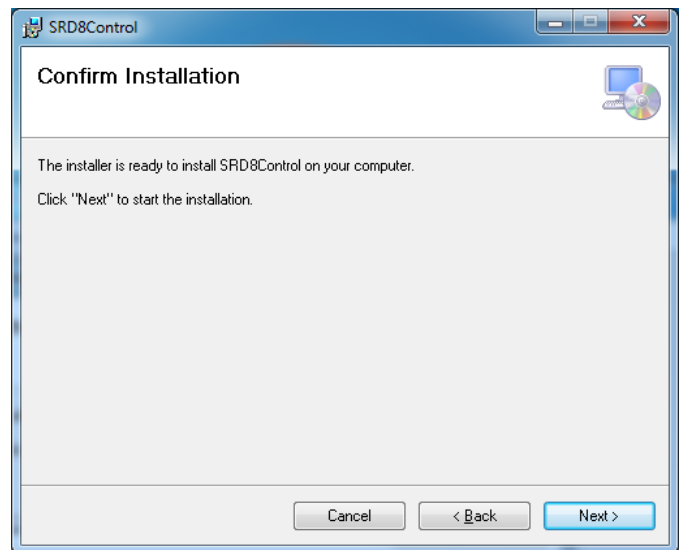 SRD8Control
Confirm Installation
The installer is ready to install SRD8Control on your computer.
Click "Next" to start the installation.
Cancel
< Back
Next >